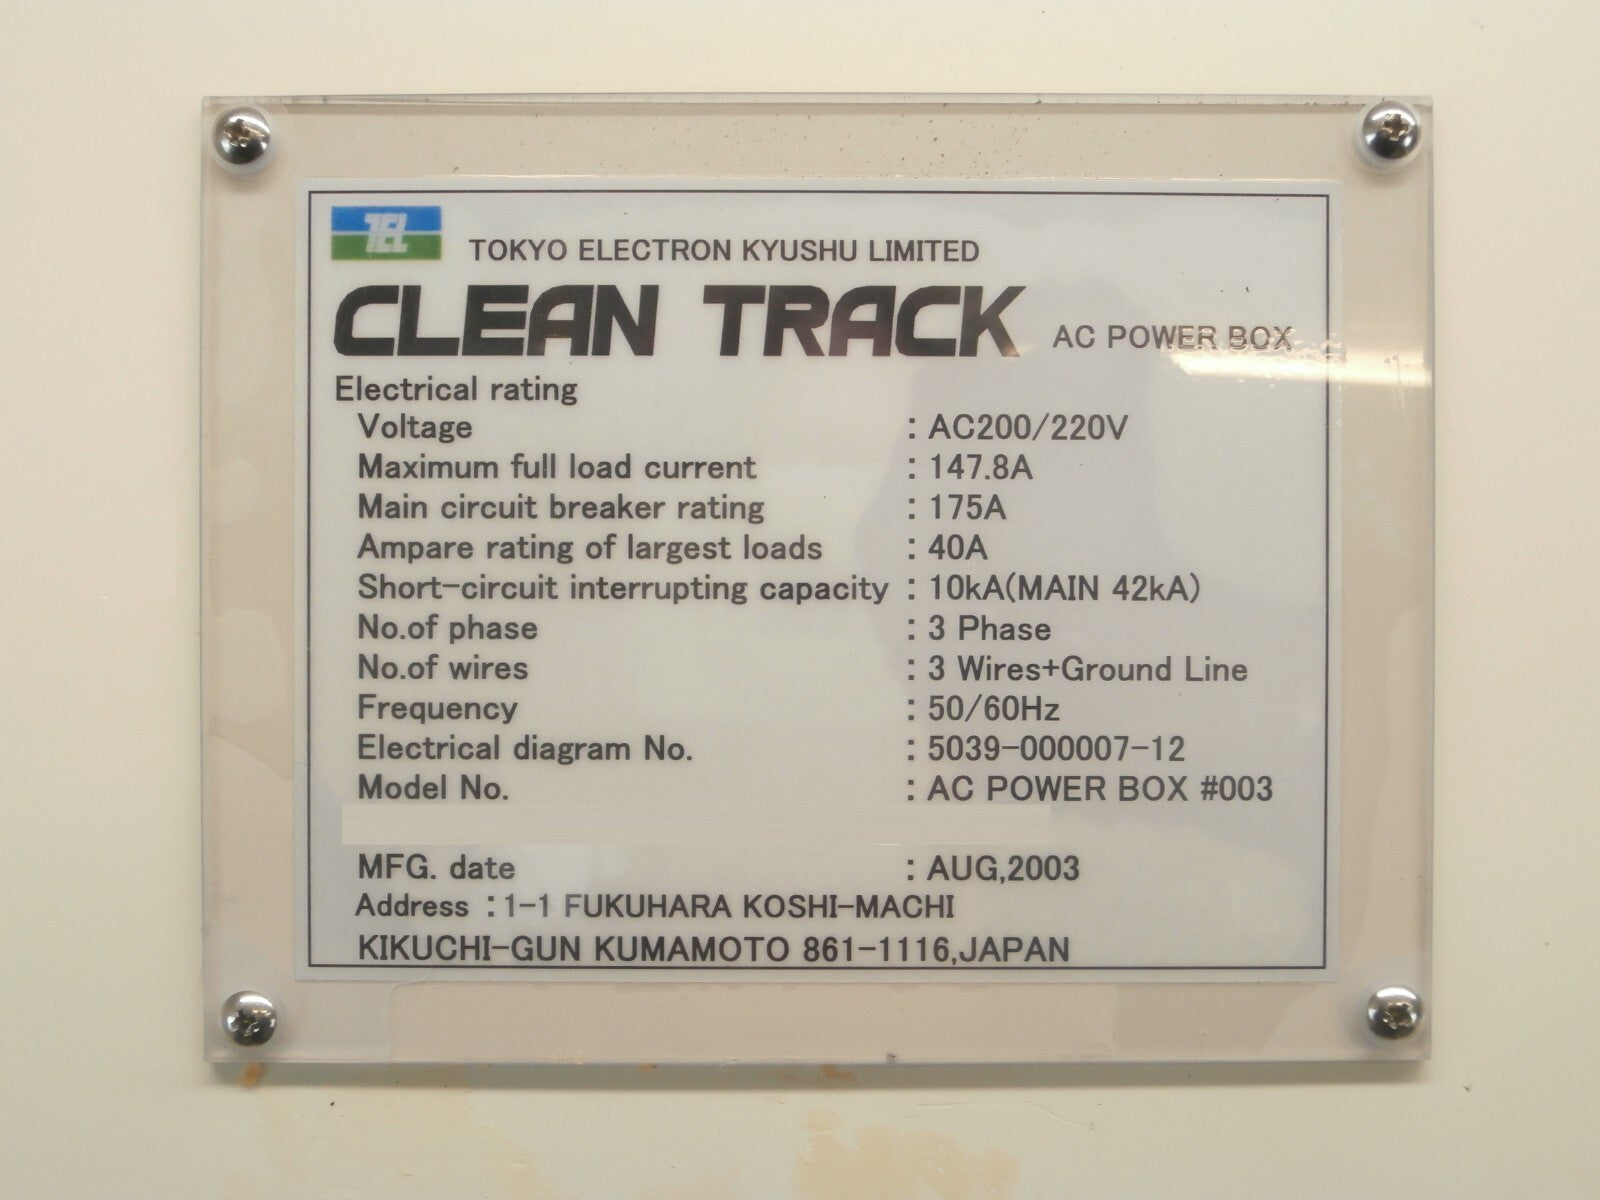 TEL
TOKYO ELECTRON KYUSHU LIMITED
CLEAN TRACK AC POWER BOX
Electrical rating
Voltage : AC200/220V
Maximum full load current : 147.8A
Main circuit breaker rating : 175A
Ampare rating of largest loads : 40A
Short-circuit interrupting capacity : 10kA(MAIN 42kA)
No.of phase : 3 Phase
No.of wires : 3 Wires+Ground Line
Frequency : 50/60Hz
Electrical diagram No. : 5039-000007-12
Model No. : AC POWER BOX #003
MFG. date : AUG,2003
Address : 1-1 FUKUHARA KOSHI-MACHI
KIKUCHI-GUN KUMAMOTO 861-1116,JAPAN